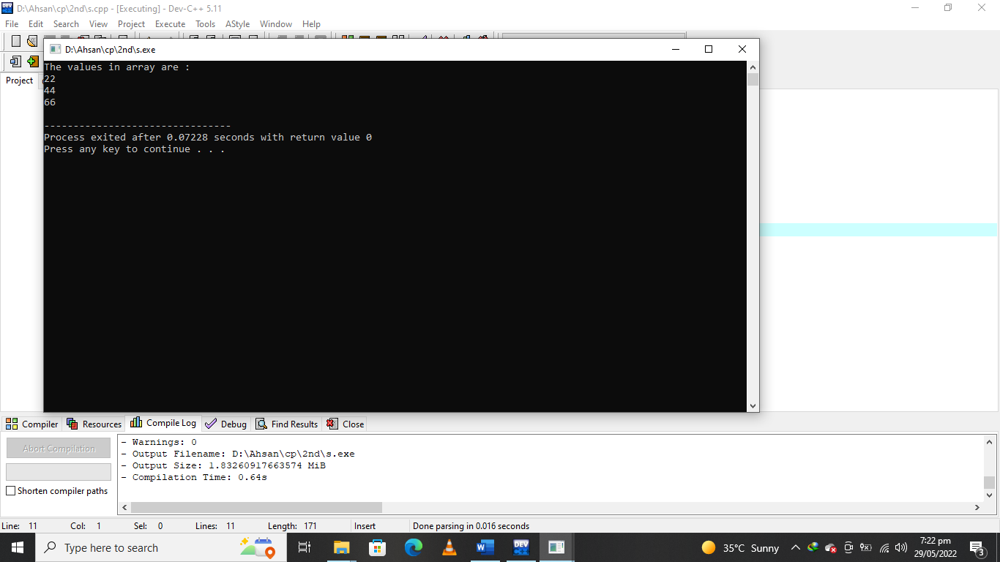 D:\Ahsan\cp\2nd\s.cpp - [Executing] - Dev-C++ 5.11
File Edit Search View Project Execute Tools AStyle Window Help
D:\Ahsan\cp\2nd\s.exe
Project
The values in array are :
22
44
66
--------------------------------
Process exited after 0.07228 seconds with return value 0
Press any key to continue . . .
Compiler Resources Compile Log Debug Find Results Close
Abort Compilation
Shorten compiler paths
- Warnings: 0
- Output Filename: D:\Ahsan\cp\2nd\s.exe
- Output Size: 1.83260917663574 MiB
- Compilation Time: 0.64s
Line: 11 Col: 1 Sel: 0 Lines: 11 Length: 171 Insert Done parsing in 0.016 seconds
Type here to search
W
DEV
35°C Sunny
7:22 pm
29/05/2022
3